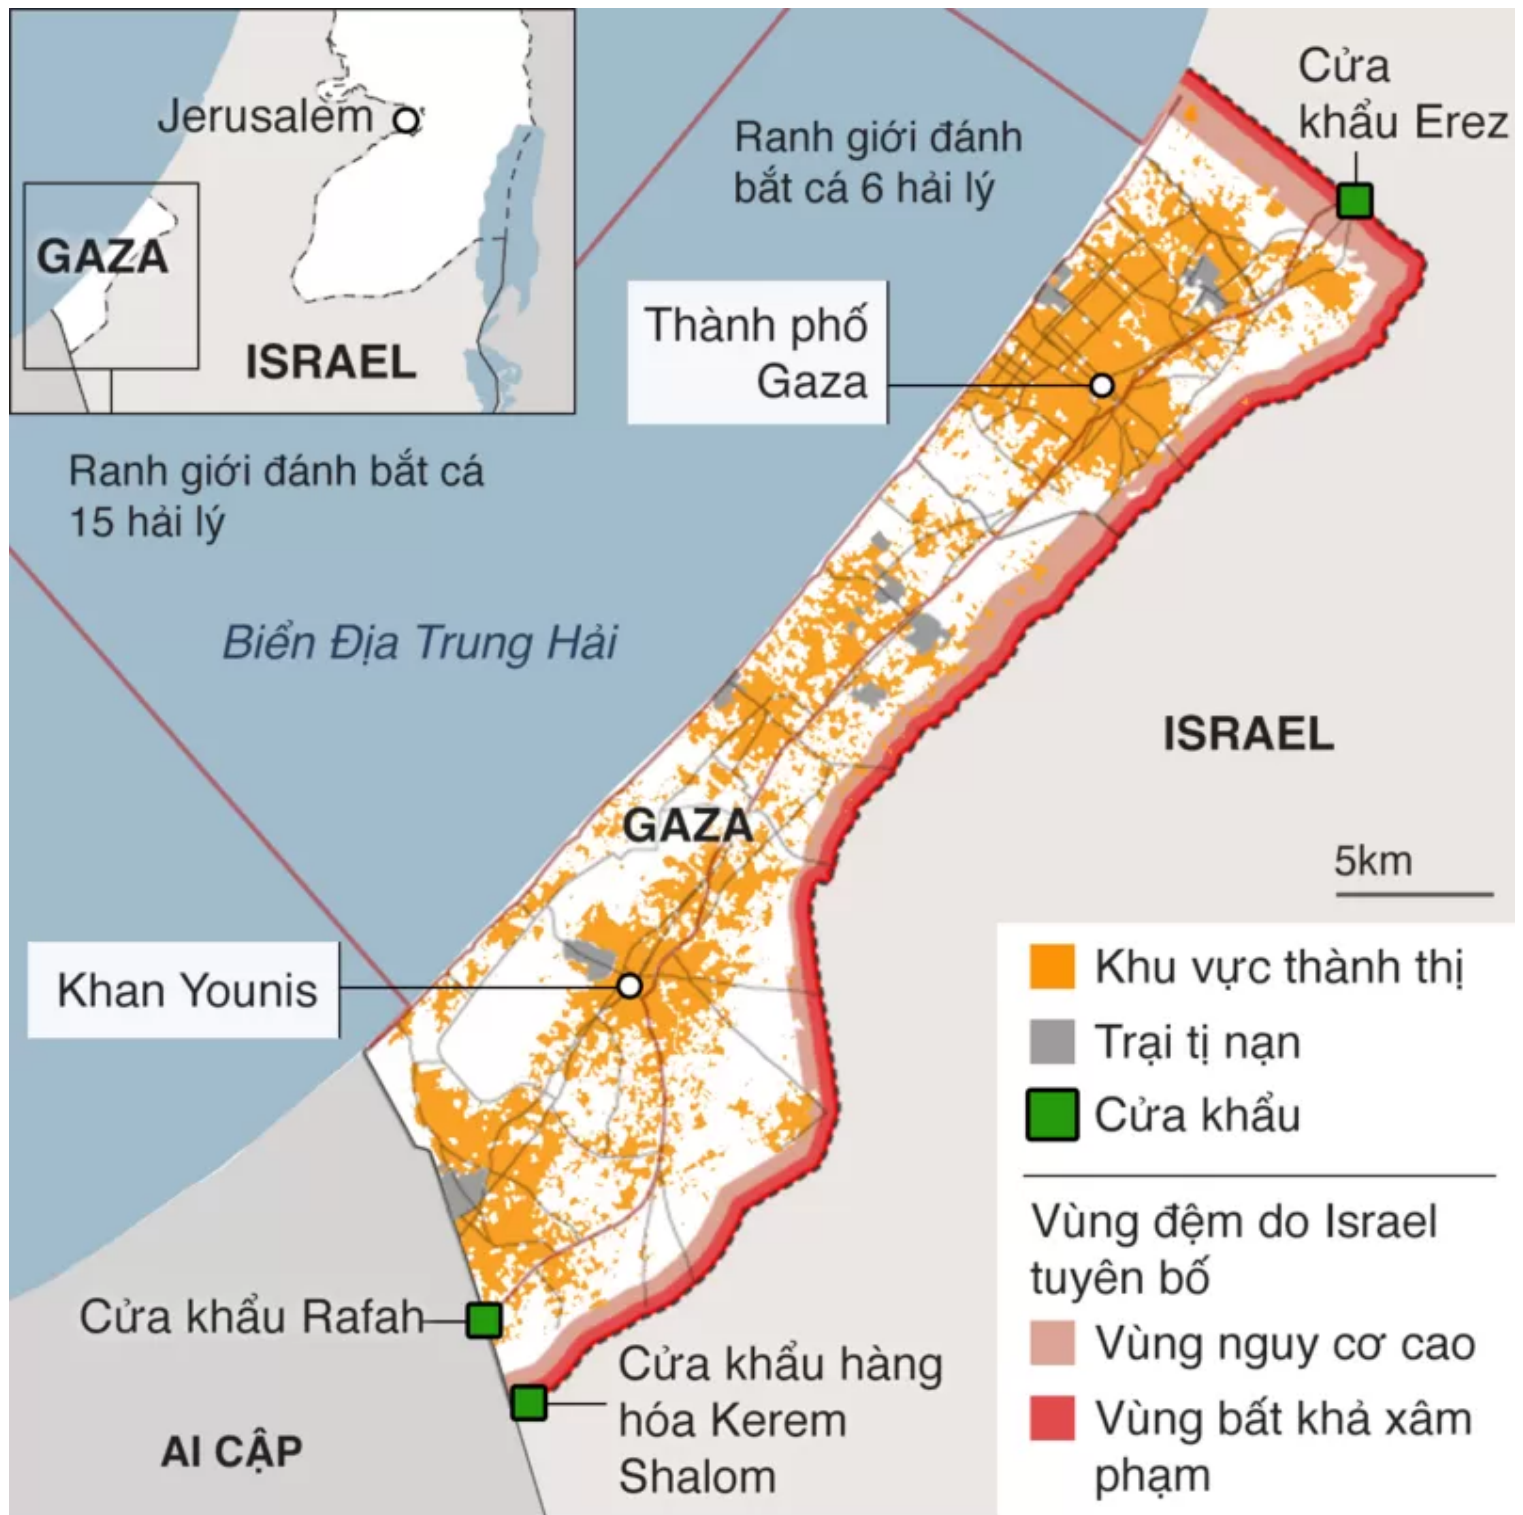 Jerusalem
GAZA
ISRAEL
Cửa
khẩu Erez
Ranh giới đánh
bắt cá 6 hải lý
Thành phố
Gaza
Ranh giới đánh bắt cá
15 hải lý
Biển Địa Trung Hải
ISRAEL
GAZA
5km
Khan Younis
Khu vực thành thị
Trại tị nạn
Cửa khẩu
Vùng đệm do Israel
tuyên bố
Vùng nguy cơ cao
Vùng bất khả xâm
phạm
Cửa khẩu Rafah
Cửa khẩu hàng
hóa Kerem
Shalom
AI CẬP